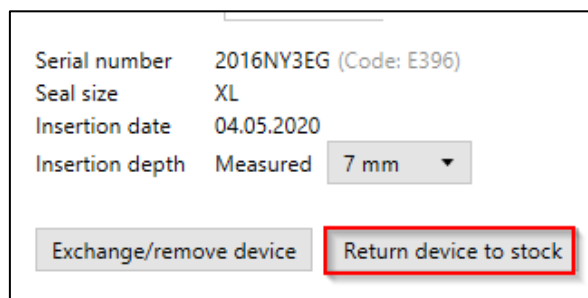 Serial number 2016NY3EG (Code: E396)
Seal size XL
Insertion date 04.05.2020
Insertion depth Measured 7 mm
Exchange/remove device Return device to stock